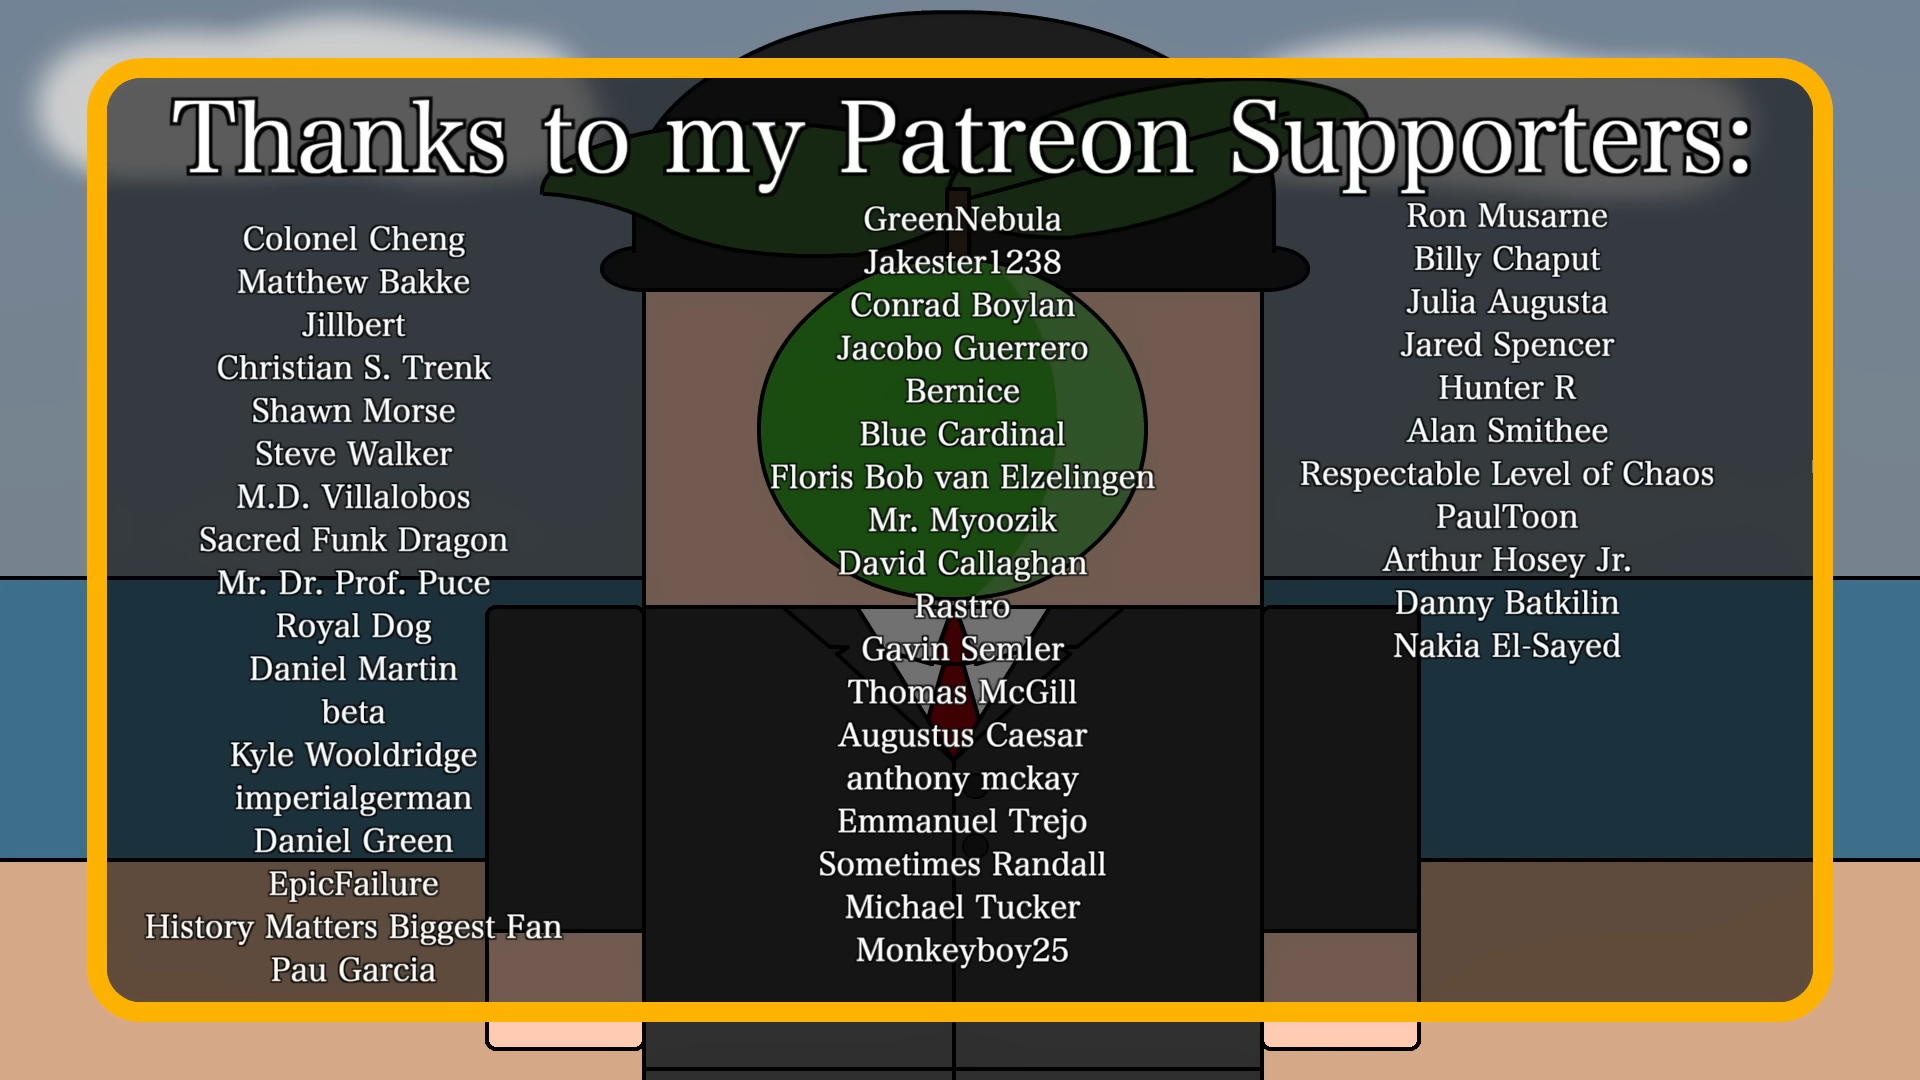 Thanks to my Patreon Supporters:
Colonel Cheng
Matthew Bakke
Jillbert
Christian S. Trenk
Shawn Morse
Steve Walker
M.D. Villalobos
Sacred Funk Dragon
Mr. Dr. Prof. Puce
Royal Dog
Daniel Martin
beta
Kyle Wooldridge
imperialgerman
Daniel Green
EpicFailure
History Matters Biggest Fan
Pau Garcia
GreenNebula
Jakester1238
Conrad Boylan
Jacobo Guerrero
Bernice
Blue Cardinal
Floris Bob van Elzelingen
Mr. Myoozik
David Callaghan
Rastro
Gavin Semler
Thomas McGill
Augustus Caesar
anthony mckay
Emmanuel Trejo
Sometimes Randall
Michael Tucker
Monkeyboy25
Ron Musarne
Billy Chaput
Julia Augusta
Jared Spencer
Hunter R
Alan Smithee
Respectable Level of Chaos
PaulToon
Arthur Hosey Jr.
Danny Batkilin
Nakia El-Sayed